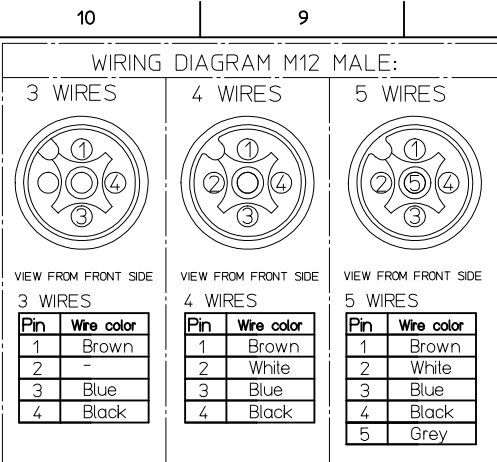 10 9
WIRING DIAGRAM M12 MALE:
3 WIRES
1
4
3
VIEW FROM FRONT SIDE
3 WIRES
Pin Wire color
1 Brown
2 -
3 Blue
4 Black
4 WIRES
1
2 4
3
VIEW FROM FRONT SIDE
4 WIRES
Pin Wire color
1 Brown
2 White
3 Blue
4 Black
5 WIRES
1
2 5 4
3
VIEW FROM FRONT SIDE
5 WIRES
Pin Wire color
1 Brown
2 White
3 Blue
4 Black
5 Grey